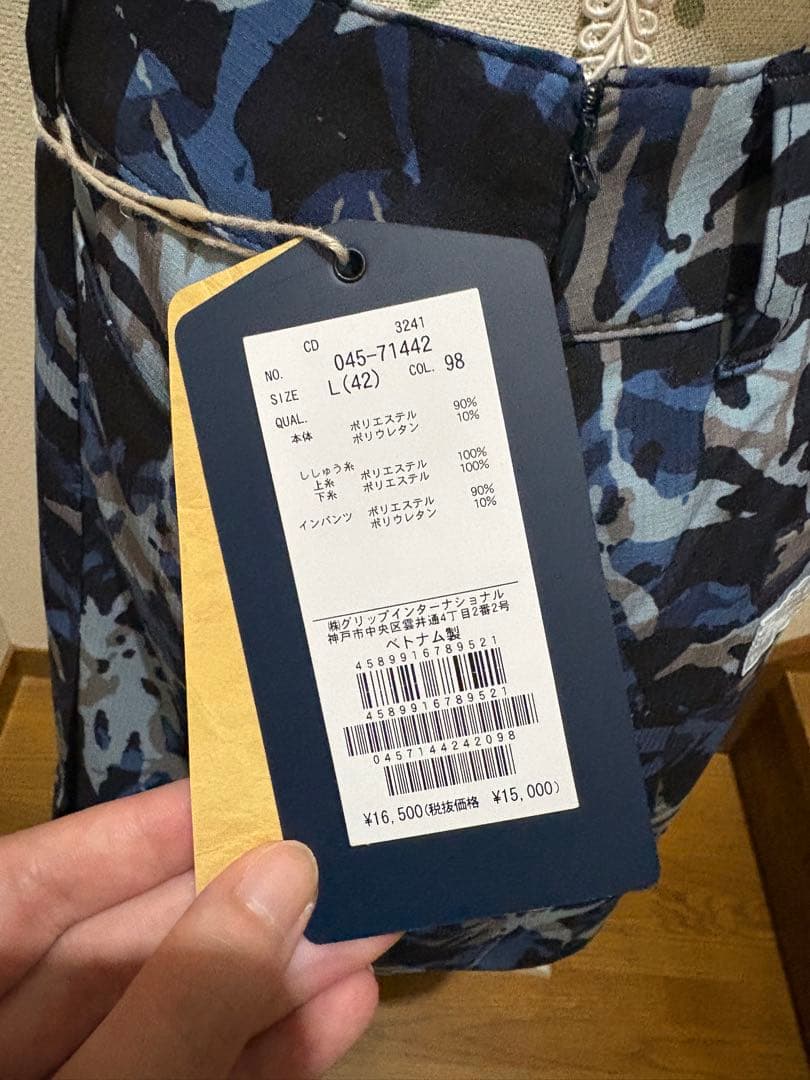 CD 3241
NO. 045-71442
SIZE L(42) COL. 98
QUAL.
本体 ポリエステル 90%
ポリウレタン 10%
ししゅう糸
上糸 ポリエステル 100%
下糸 ポリエステル 100%
インパンツ ポリエステル 90%
ポリウレタン 10%
㈱グリップインターナショナル
神戸市中央区雲井通4丁目2番2号
ベトナム製
4589916789521
4589916789521
0457144242098
¥16,500(税抜価格 ¥15,000)